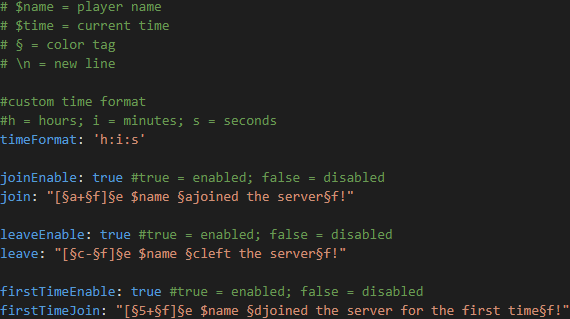 # $name = player name
# $time = current time
# § = color tag
# \n = new line
#custom time format
#h = hours; i = minutes; s = seconds
timeFormat: 'h:i:s'
joinEnable: true #true = enabled; false = disabled
join: "[§a+§f]§e $name §ajoined the server§f!"
leaveEnable: true #true = enabled; false = disabled
leave: "[§c-§f]§e $name §cleft the server§f!"
firstTimeEnable: true #true = enabled; false = disabled
firstTimeJoin: "[§5+§f]§e $name §djoined the server for the first time§f!"